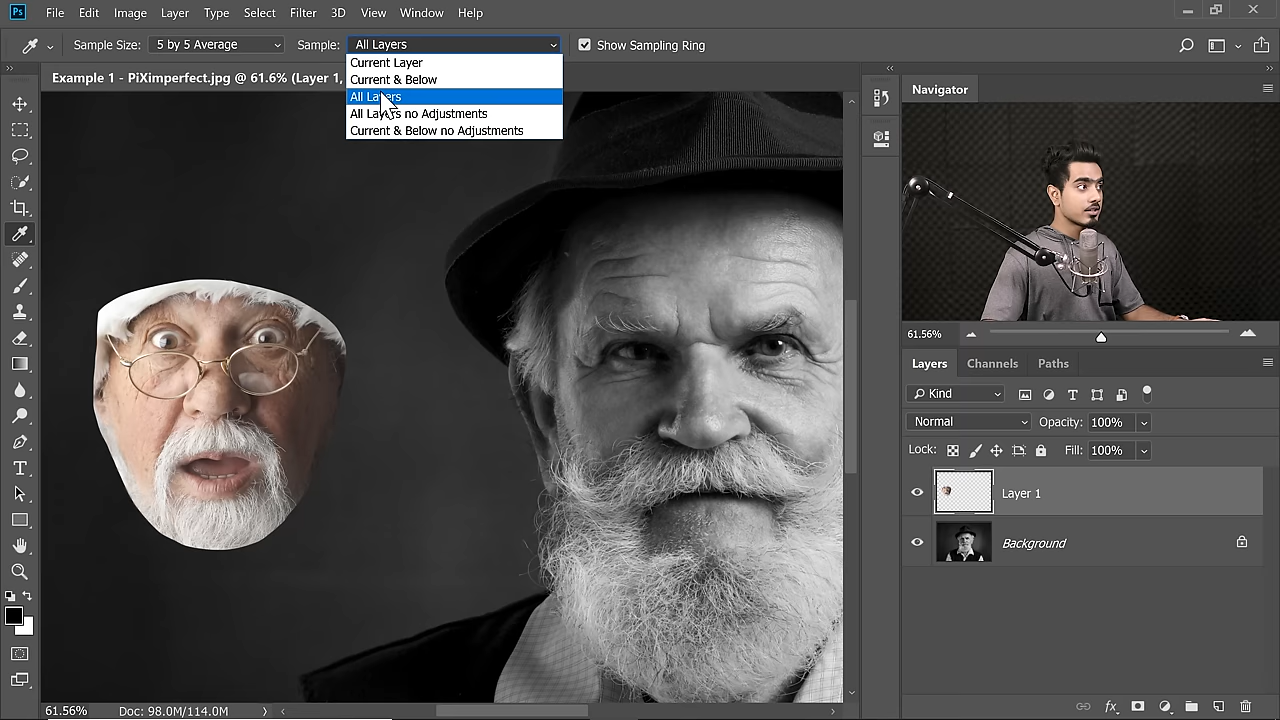 Ps File Edit Image Layer Type Select Filter 3D View Window Help
Sample Size: 5 by 5 Average Sample: All Layers Show Sampling Ring
Current Layer
Current & Below
All Layers
All Layers no Adjustments
Current & Below no Adjustments
Example 1 - PiXimperfect.jpg @ 61.6% (Layer 1,
Navigator
61.56%
Layers Channels Paths
Kind
Normal Opacity: 100%
Lock: Fill: 100%
Layer 1
Background
61.56% Doc: 98.0M/114.0M